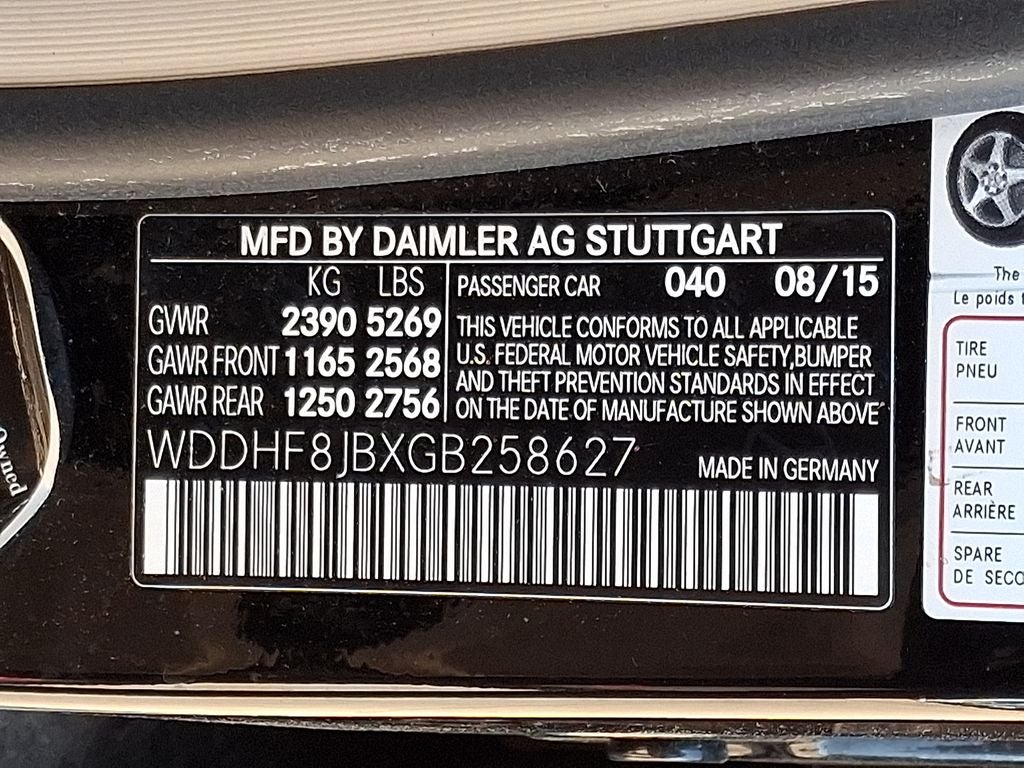 MFD BY DAIMLER AG STUTTGART
KG LBS
GVWR 2390 5269
GAWR FRONT 1165 2568
GAWR REAR 1250 2756
PASSENGER CAR 040 08/15
THIS VEHICLE CONFORMS TO ALL APPLICABLE
U.S. FEDERAL MOTOR VEHICLE SAFETY,BUMPER
AND THEFT PREVENTION STANDARDS IN EFFECT
ON THE DATE OF MANUFACTURE SHOWN ABOVE
WDDHF8JBXGB258627
MADE IN GERMANY
Owned
The
Le poids
TIRE
PNEU
FRONT
AVANT
REAR
ARRIÈRE
SPARE
DE